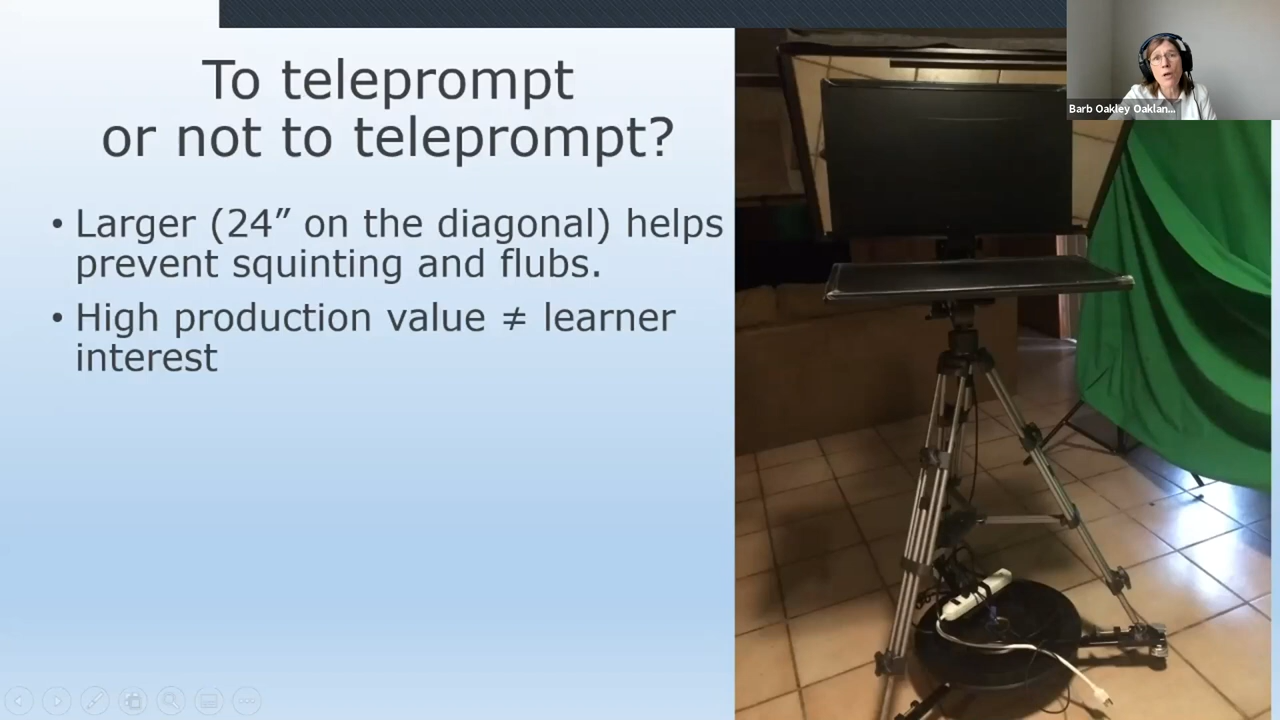 To teleprompt
or not to teleprompt?
• Larger (24” on the diagonal) helps
prevent squinting and flubs.
• High production value ≠ learner
interest
Barb Oakley Oaklan...